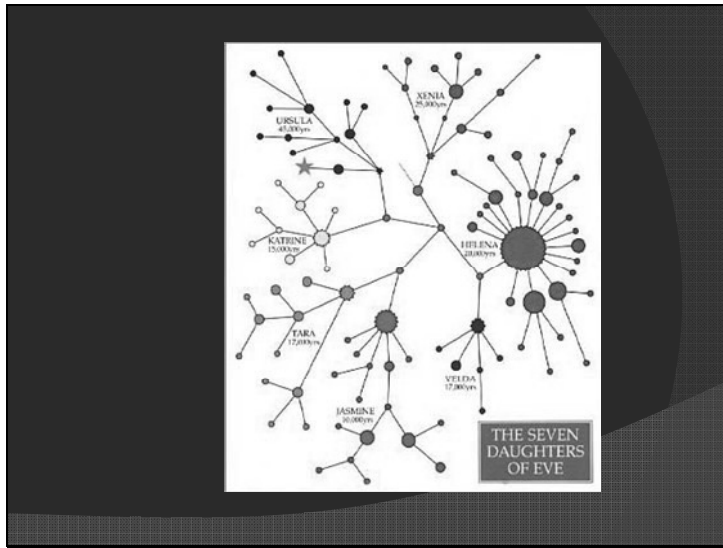 XENIA
25,000yrs
URSULA
45,000yrs
HELENA
20,000yrs
KATRINE
15,000yrs
TARA
17,000yrs
VELDA
17,000yrs
JASMINE
10,000yrs
THE SEVEN
DAUGHTERS
OF EVE